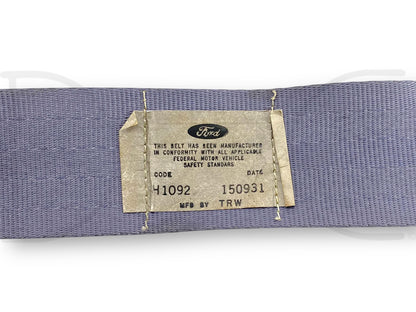 Ford
THIS BELT HAS BEEN MANUFACTURED
IN CONFORMITY WITH ALL APPLICABLE
FEDERAL MOTOR VEHICLE
SAFETY STANDARS
CODE DATE
H1092 150931
MFD BY TRW